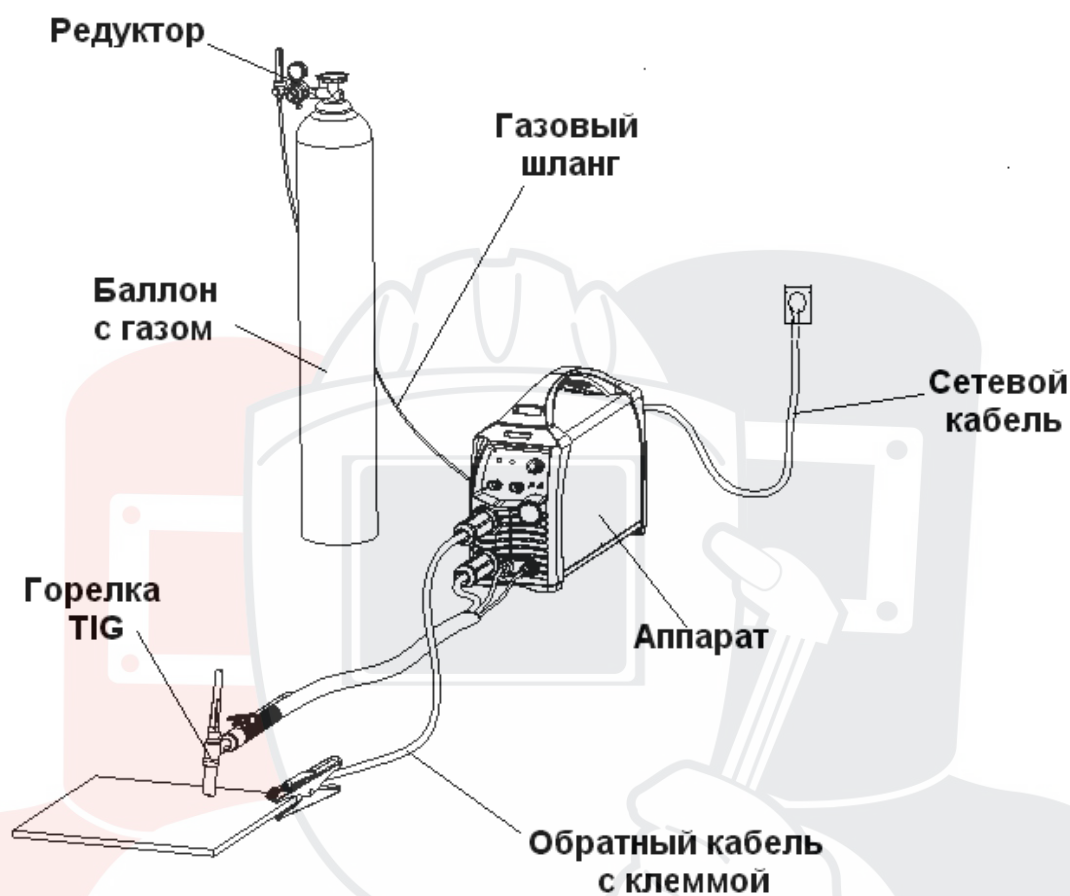 Редуктор
Газовый
шланг
Баллон
с газом
Сетевой
кабель
Горелка
TIG
Аппарат
Обратный кабель
с клеммой